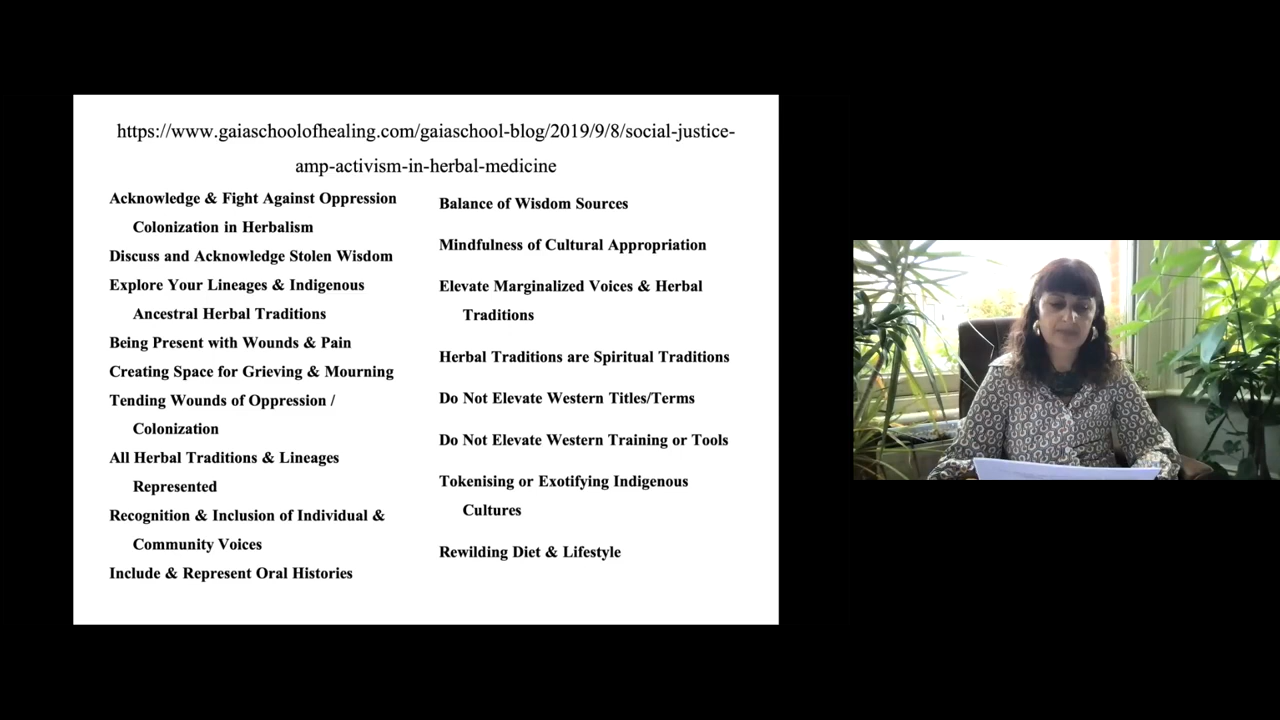 https://www.gaiaschoolofhealing.com/gaiaschool-blog/2019/9/8/social-justice-
amp-activism-in-herbal-medicine
Acknowledge & Fight Against Oppression
Colonization in Herbalism
Discuss and Acknowledge Stolen Wisdom
Explore Your Lineages & Indigenous
Ancestral Herbal Traditions
Being Present with Wounds & Pain
Creating Space for Grieving & Mourning
Tending Wounds of Oppression /
Colonization
All Herbal Traditions & Lineages
Represented
Recognition & Inclusion of Individual &
Community Voices
Include & Represent Oral Histories
Balance of Wisdom Sources
Mindfulness of Cultural Appropriation
Elevate Marginalized Voices & Herbal
Traditions
Herbal Traditions are Spiritual Traditions
Do Not Elevate Western Titles/Terms
Do Not Elevate Western Training or Tools
Tokenising or Exotifying Indigenous
Cultures
Rewilding Diet & Lifestyle